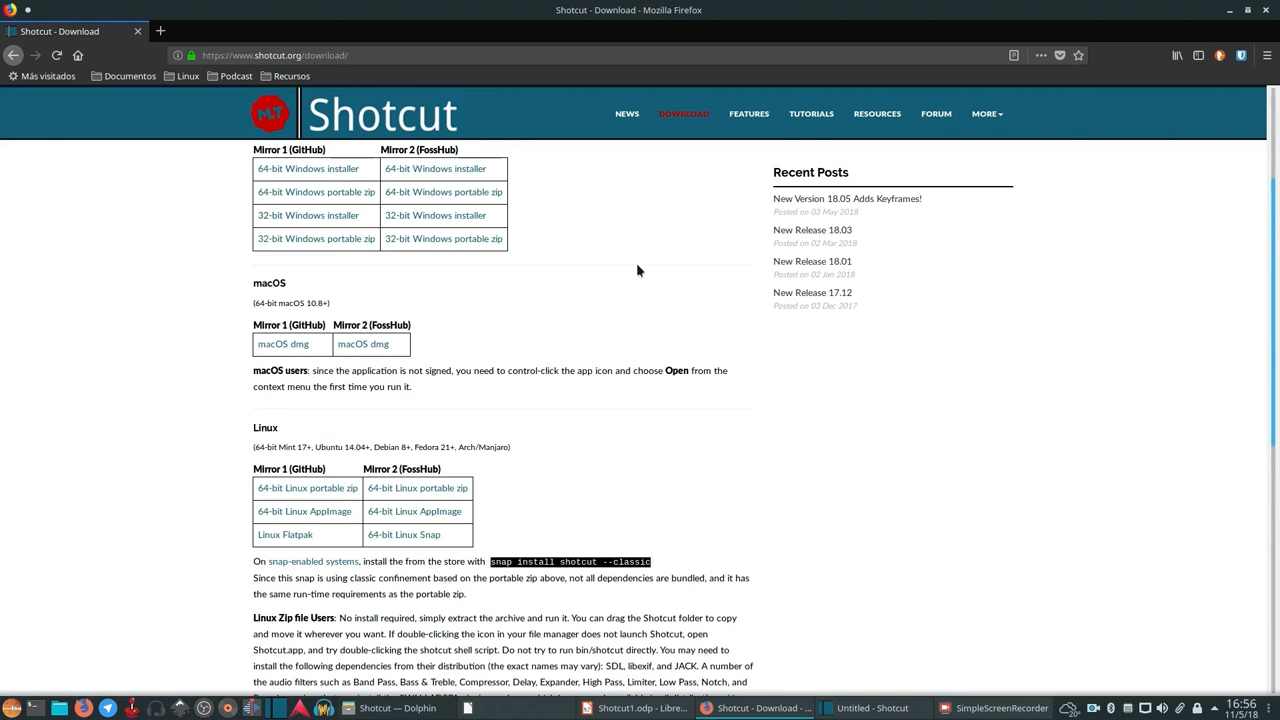 Shotcut - Download - Mozilla Firefox
Shotcut - Download
https://www.shotcut.org/download/
Más visitados Documentos Linux Podcast Recursos
MLT Shotcut NEWS DOWNLOAD FEATURES TUTORIALS RESOURCES FORUM MORE
Mirror 1 (GitHub) Mirror 2 (FossHub)
64-bit Windows installer 64-bit Windows installer
64-bit Windows portable zip 64-bit Windows portable zip
32-bit Windows installer 32-bit Windows installer
32-bit Windows portable zip 32-bit Windows portable zip
macOS
(64-bit macOS 10.8+)
Mirror 1 (GitHub) Mirror 2 (FossHub)
macOS dmg macOS dmg
macOS users: since the application is not signed, you need to control-click the app icon and choose Open from the
context menu the first time you run it.
Linux
(64-bit Mint 17+, Ubuntu 14.04+, Debian 8+, Fedora 21+, Arch/Manjaro)
Mirror 1 (GitHub) Mirror 2 (FossHub)
64-bit Linux portable zip 64-bit Linux portable zip
64-bit Linux AppImage 64-bit Linux AppImage
Linux Flatpak 64-bit Linux Snap
On snap-enabled systems, install the from the store with snap install shotcut --classic
Since this snap is using classic confinement based on the portable zip above, not all dependencies are bundled, and it has
the same run-time requirements as the portable zip.
Linux Zip file Users: No install required, simply extract the archive and run it. You can drag the Shotcut folder to copy
and move it wherever you want. If double-clicking the icon in your file manager does not launch Shotcut, open
Shotcut.app, and try double-clicking the shotcut shell script. Do not try to run bin/shotcut directly. You may need to
install the following dependencies from their distribution (the exact names may vary): SDL, libexif, and JACK. A number of
the audio filters such as Band Pass, Bass & Treble, Compressor, Delay, Expander, High Pass, Limiter, Low Pass, Notch, and
Recent Posts
New Version 18.05 Adds Keyframes!
Posted on 03 May 2018
New Release 18.03
Posted on 02 Mar 2018
New Release 18.01
Posted on 02 Jan 2018
New Release 17.12
Posted on 03 Dec 2017
Shotcut — Dolphin
Shotcut1.odp - Libre...
Shotcut - Download - ...
Untitled - Shotcut
SimpleScreenRecorder
16:56
11/5/18